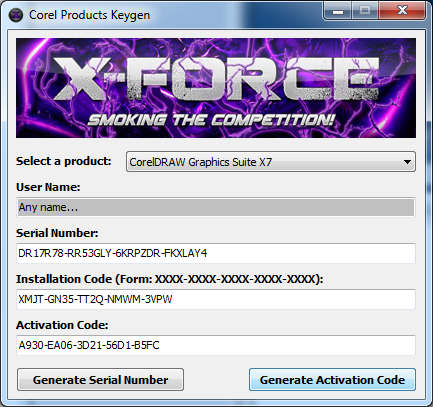 Corel Products Keygen
X-FORCE
SMOKING THE COMPETITION!
Select a product: CorelDRAW Graphics Suite X7
User Name:
Any name...
Serial Number:
DR17R78-RR53GLY-6KRPZDR-FKXLAY4
Installation Code (Form: XXXX-XXXX-XXXX-XXXX-XXXX):
XMJT-GN35-TT2Q-NMWM-3VPW
Activation Code:
A930-EA06-3D21-56D1-B5FC
Generate Serial Number Generate Activation Code